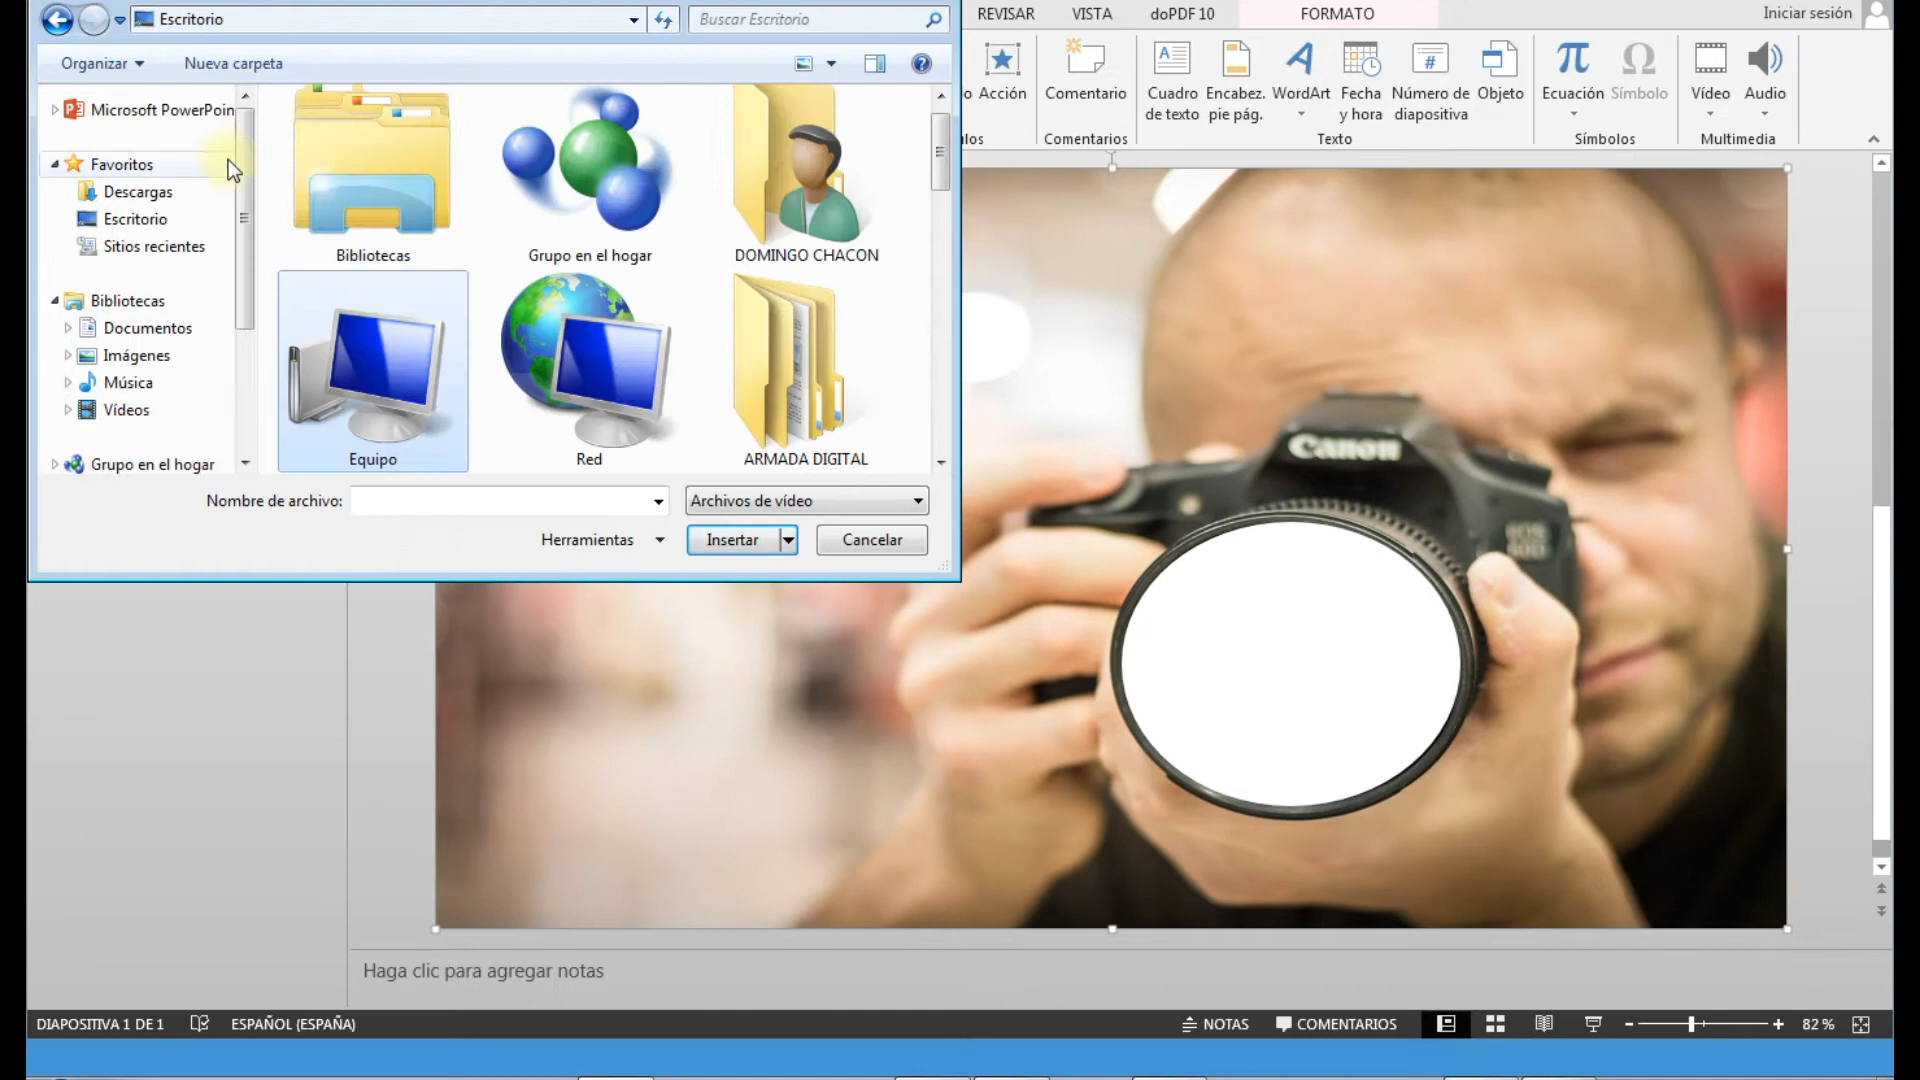 Escritorio
Buscar Escritorio
REVISAR
VISTA
doPDF 10
FORMATO
Iniciar sesión
Organizar
Nueva carpeta
Microsoft PowerPoin
Favoritos
Descargas
Escritorio
Sitios recientes
Bibliotecas
Documentos
Imágenes
Música
Vídeos
Grupo en el hogar
Bibliotecas
Grupo en el hogar
DOMINGO CHACON
Equipo
Red
ARMADA DIGITAL
Nombre de archivo:
Archivos de vídeo
Herramientas
Insertar
Cancelar
o Acción
Comentario
Cuadro de texto
Encabez. pie pág.
WordArt
Fecha y hora
Número de diapositiva
Objeto
Ecuación
Símbolo
Vídeo
Audio
los
Comentarios
Texto
Símbolos
Multimedia
Canon
EOS
60D
Haga clic para agregar notas
DIAPOSITIVA 1 DE 1
ESPAÑOL (ESPAÑA)
NOTAS
COMENTARIOS
82 %